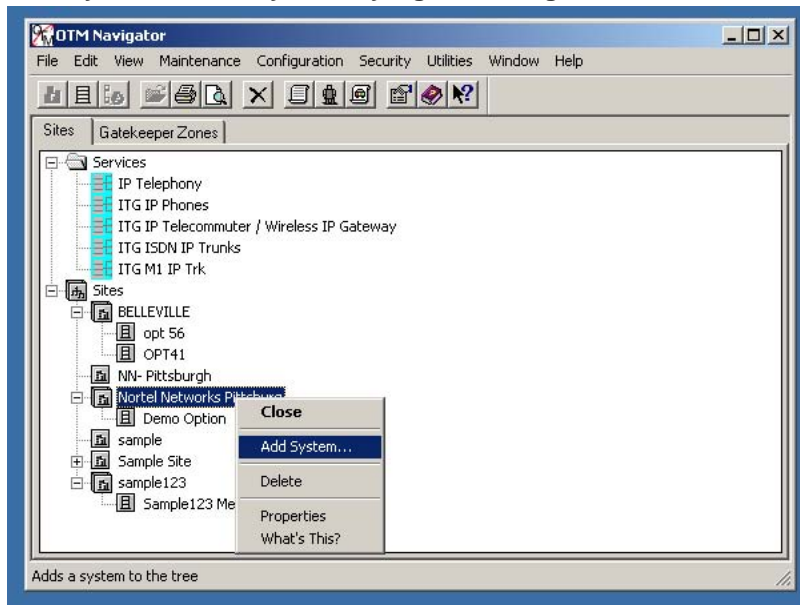 OTM Navigator
File Edit View Maintenance Configuration Security Utilities Window Help
Sites Gatekeeper Zones
Services
IP Telephony
ITG IP Phones
ITG IP Telecommuter / Wireless IP Gateway
ITG ISDN IP Trunks
ITG M1 IP Trk
Sites
BELLEVILLE
opt 56
OPT41
NN- Pittsburgh
Nortel Networks
Close
Demo Option
Add System...
sample
Sample Site
Delete
sample123
Sample123 Me
Properties
What's This?
Adds a system to the tree